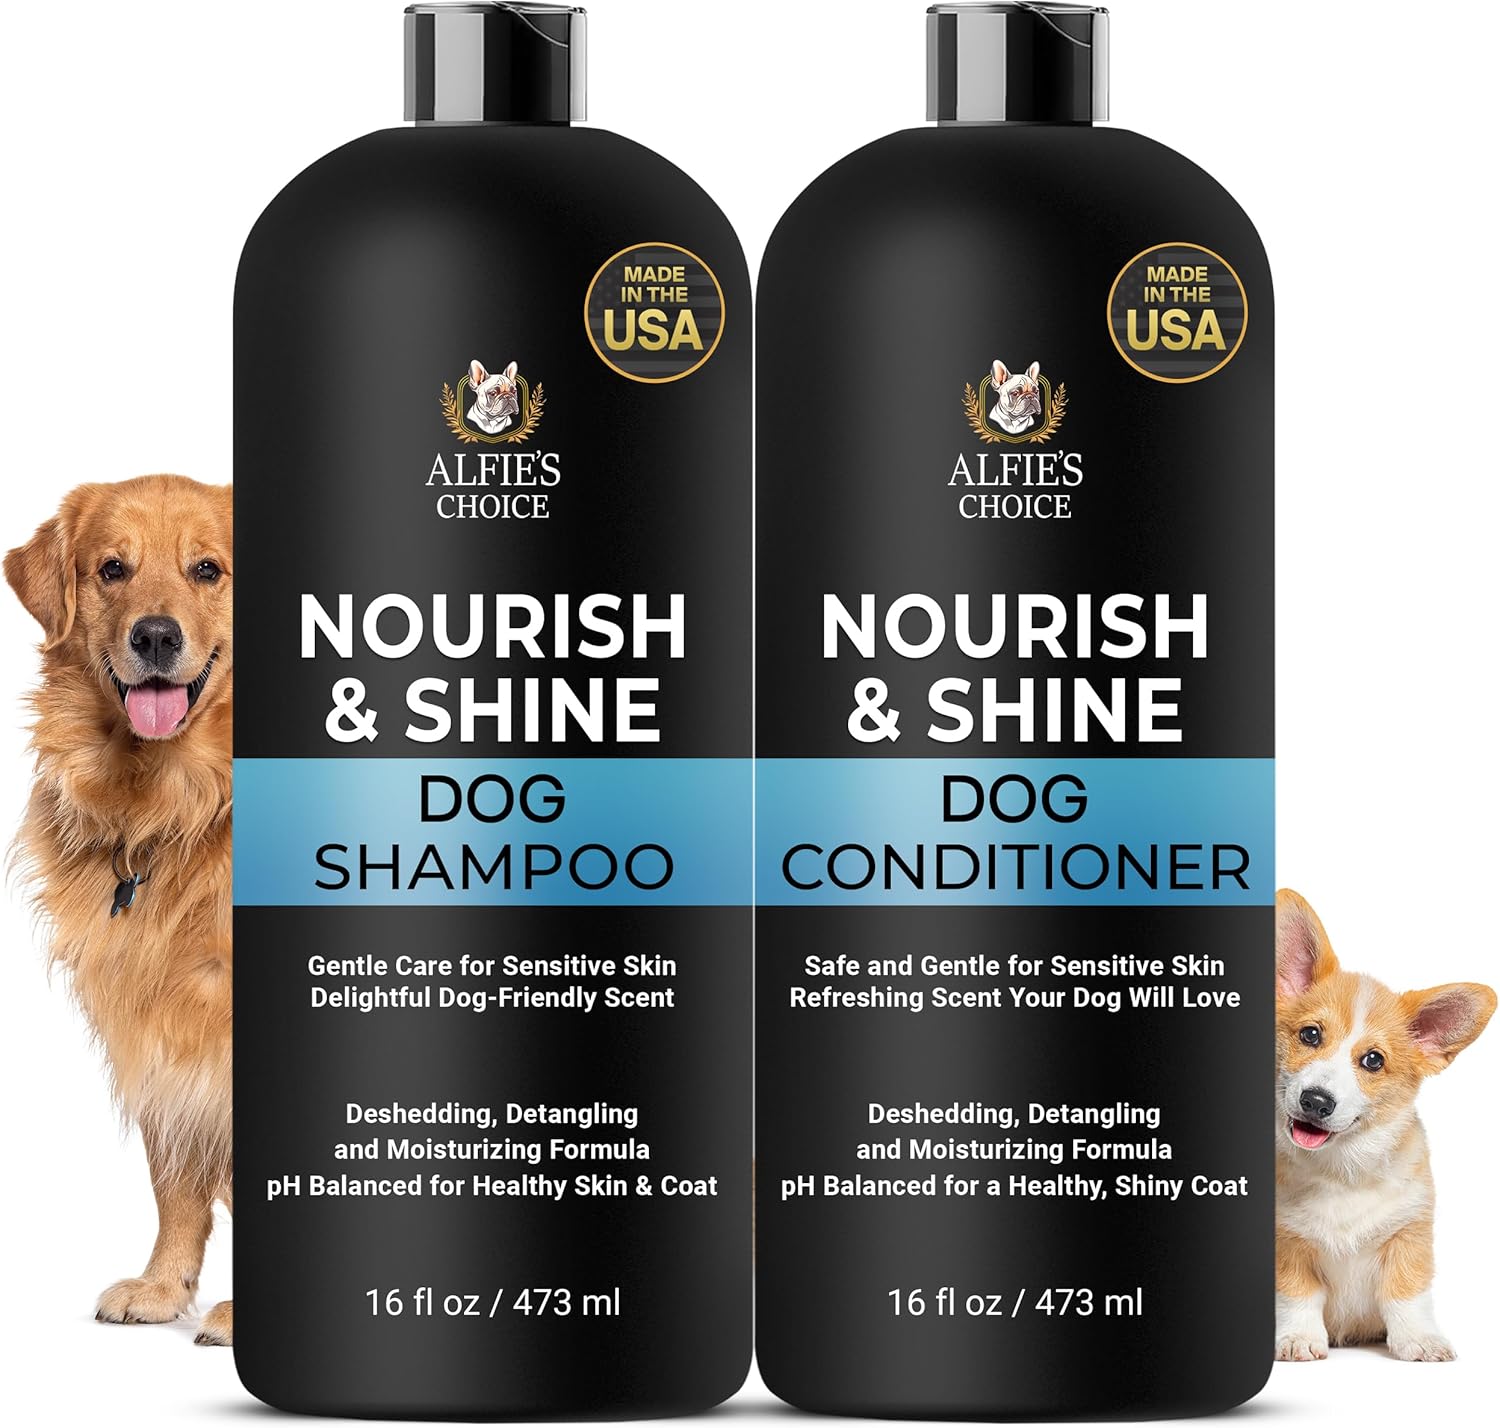 MADE
IN THE
USA
ALFIE'S
CHOICE
NOURISH
& SHINE
DOG
SHAMPOO
Gentle Care for Sensitive Skin
Delightful Dog-Friendly Scent
Deshedding, Detangling
and Moisturizing Formula
pH Balanced for Healthy Skin & Coat
16 fl oz / 473 ml
MADE
IN THE
USA
ALFIE'S
CHOICE
NOURISH
& SHINE
DOG
CONDITIONER
Safe and Gentle for Sensitive Skin
Refreshing Scent Your Dog Will Love
Deshedding, Detangling
and Moisturizing Formula
pH Balanced for a Healthy, Shiny Coat
16 fl oz / 473 ml